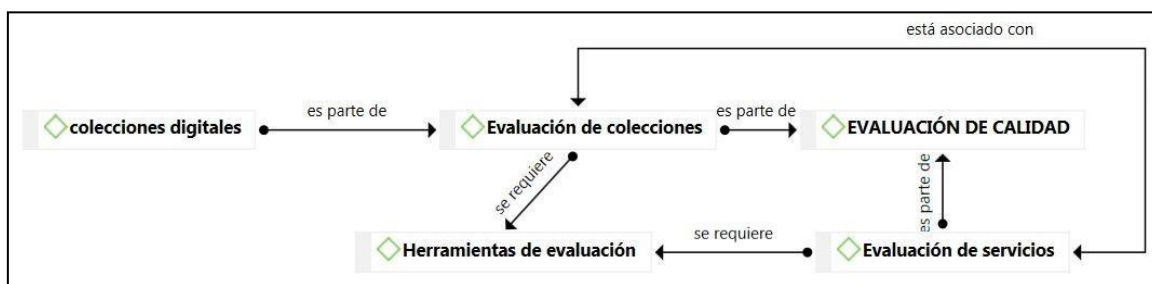 está asociado con
es parte de
es parte de
colecciones digitales
Evaluación de colecciones
EVALUACIÓN DE CALIDAD
se requiere
es parte de
se requiere
Herramientas de evaluación
Evaluación de servicios